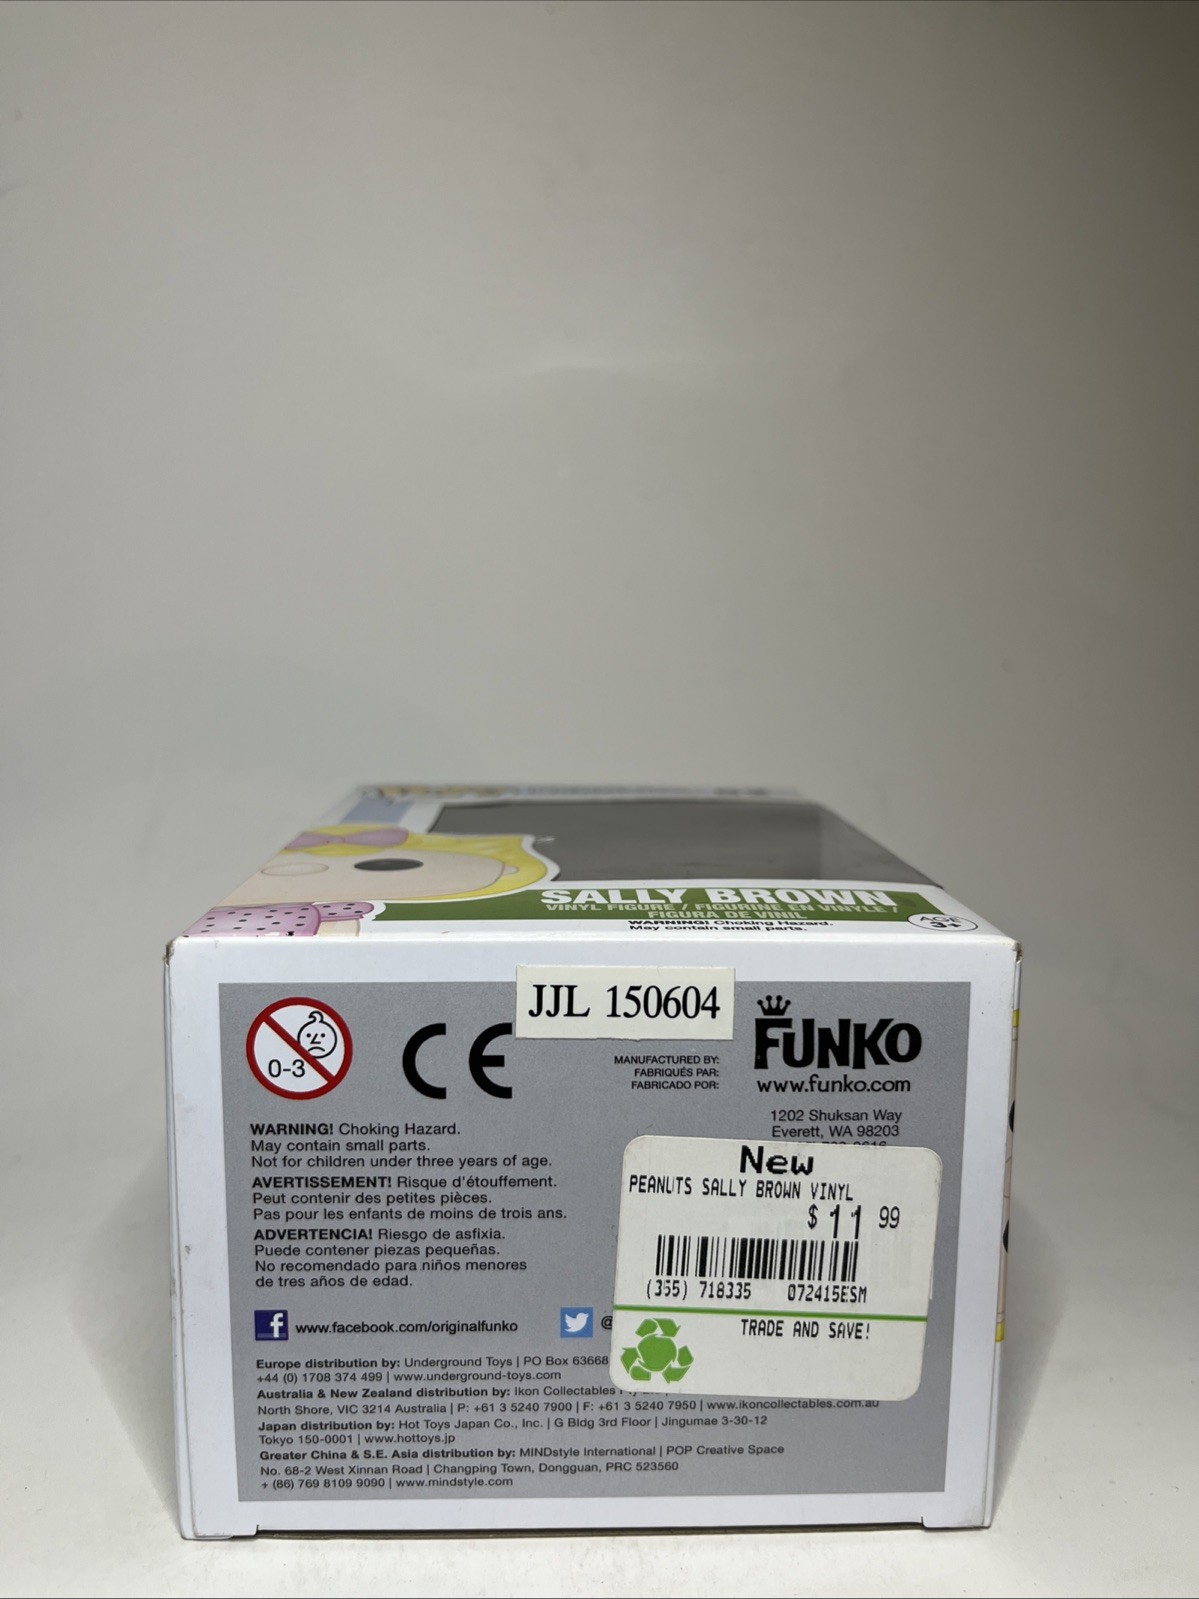 SALLY BROWN
VINYL FIGURE / FIGURINE EN VINYLE /
FIGURA DE VINIL
WARNING! Choking Hazard.
May contain small parts.
AGE
3+
JJL 150604
0-3
CE
MANUFACTURED BY:
FABRIQUÉS PAR:
FABRICADO POR:
FUNKO
www.funko.com
1202 Shuksan Way
Everett, WA 98203
WARNING! Choking Hazard.
May contain small parts.
Not for children under three years of age.
AVERTISSEMENT! Risque d'étouffement.
Peut contenir des petites pièces.
Pas pour les enfants de moins de trois ans.
ADVERTENCIA! Riesgo de asfixia.
Puede contener piezas pequeñas.
No recomendado para niños menores
de tres años de edad.
New
PEANUTS SALLY BROWN VINYL
$ 11 99
(355) 718335 072415ESM
TRADE AND SAVE!
f www.facebook.com/originalfunko
@
Europe distribution by: Underground Toys | PO Box 63668
+44 (0) 1708 374 499 | www.underground-toys.com
Australia & New Zealand distribution by: Ikon Collectables
North Shore, VIC 3214 Australia | P: +61 3 5240 7900 | F: +61 3 5240 7950 | www.ikoncollectables.com.au
Japan distribution by: Hot Toys Japan Co., Inc. | G Bldg 3rd Floor | Jingumae 3-30-12
Tokyo 150-0001 | www.hottoys.jp
Greater China & S.E. Asia distribution by: MINDstyle International | POP Creative Space
No. 68-2 West Xinnan Road | Changping Town, Dongguan, PRC 523560
+ (86) 769 8109 9090 | www.mindstyle.com